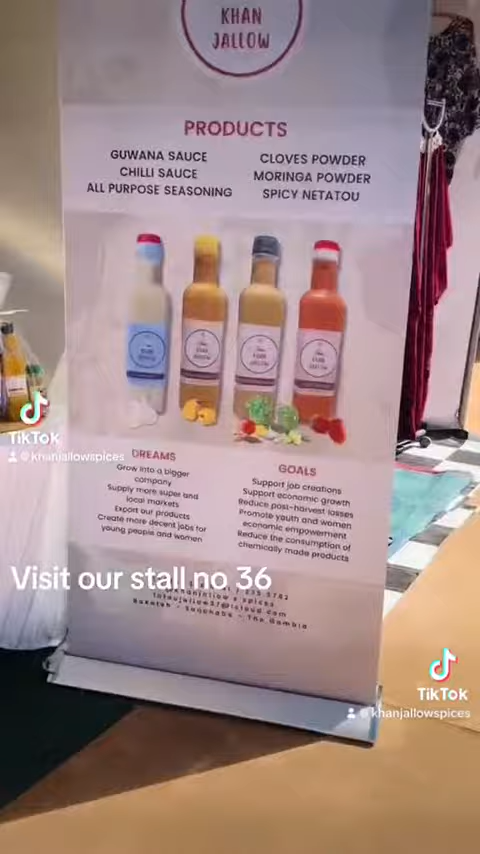 KHAN
JALLOW
PRODUCTS
GUWANA SAUCE
CHILLI SAUCE
ALL PURPOSE SEASONING
CLOVES POWDER
MORINGA POWDER
SPICY NETATOU
DREAMS
Grow into a bigger
company
Supply more super and
local markets
Export our products
Create more decent jobs for
young people and women
GOALS
Support job creations
Support economic growth
Reduce post-harvest losses
Promote youth and women
economic empowerment
Reduce the consumption of
chemically made products
TikTok
@khanjallowspices
Visit our stall no 36
The Gambia
TikTok
@khanjallowspices